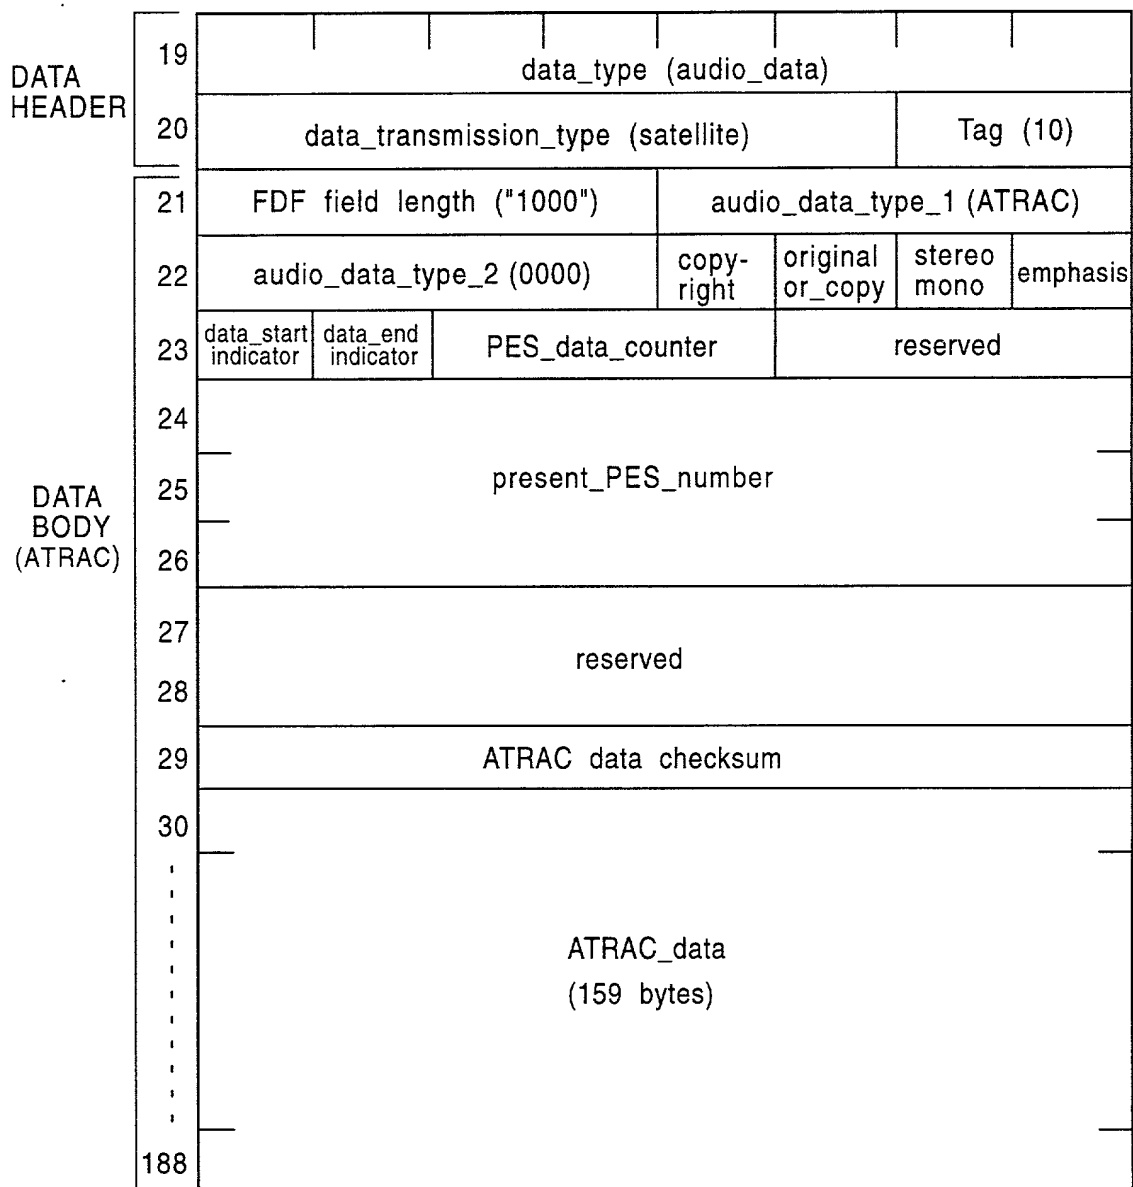 DATA
HEADER
19
data_type (audio_data)
20
data_transmission_type (satellite)
Tag (10)
DATA
BODY
(ATRAC)
21
FDF field length ("1000")
audio_data_type_1 (ATRAC)
22
audio_data_type_2 (0000)
copy-
right
original
or_copy
stereo
mono
emphasis
23
data_start
indicator
data_end
indicator
PES_data_counter
reserved
24
25
present_PES_number
26
27
reserved
28
29
ATRAC data checksum
30
ATRAC_data
(159 bytes)
188